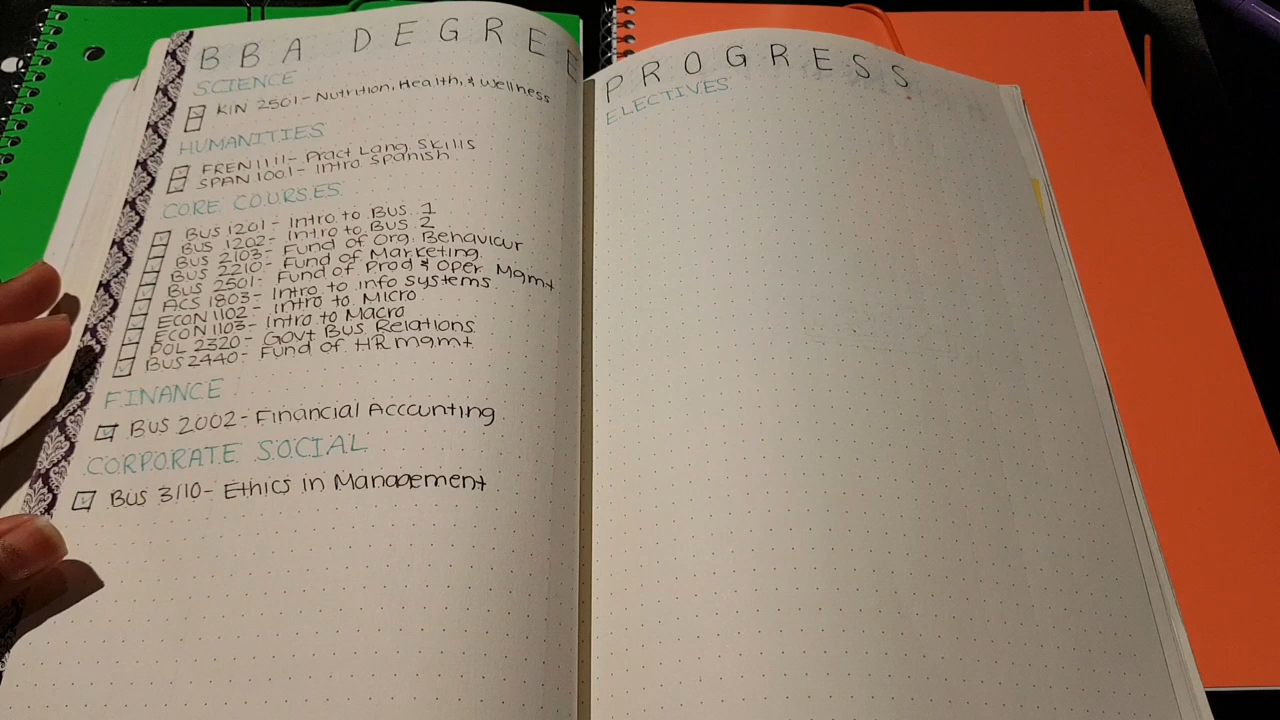 BBA DEGREE PROGRESS
SCIENCE
KIN 2501 - Nutrition, Health, & Wellness
HUMANITIES
FREN 1111 - Pract Lang Skills
SPAN 1001 - Intro Spanish
CORE COURSES
BUS 1201 - Intro to BUS 1
BUS 1202 - Intro to BUS 2
BUS 2103 - Fund of Org. Behaviour
BUS 2210 - Fund of Marketing
BUS 2501 - Fund of Prod & Oper Mgmt
ACS 1803 - Intro to Info Systems
ECON 1102 - Intro to Micro
ECON 1103 - Intro to Macro
POL 2320 - Govt Bus Relations
BUS 2440 - Fund of HR mgmt
FINANCE
BUS 2002 - Financial Acccunting
CORPORATE SOCIAL
BUS 3110 - Ethics in Management
ELECTIVES